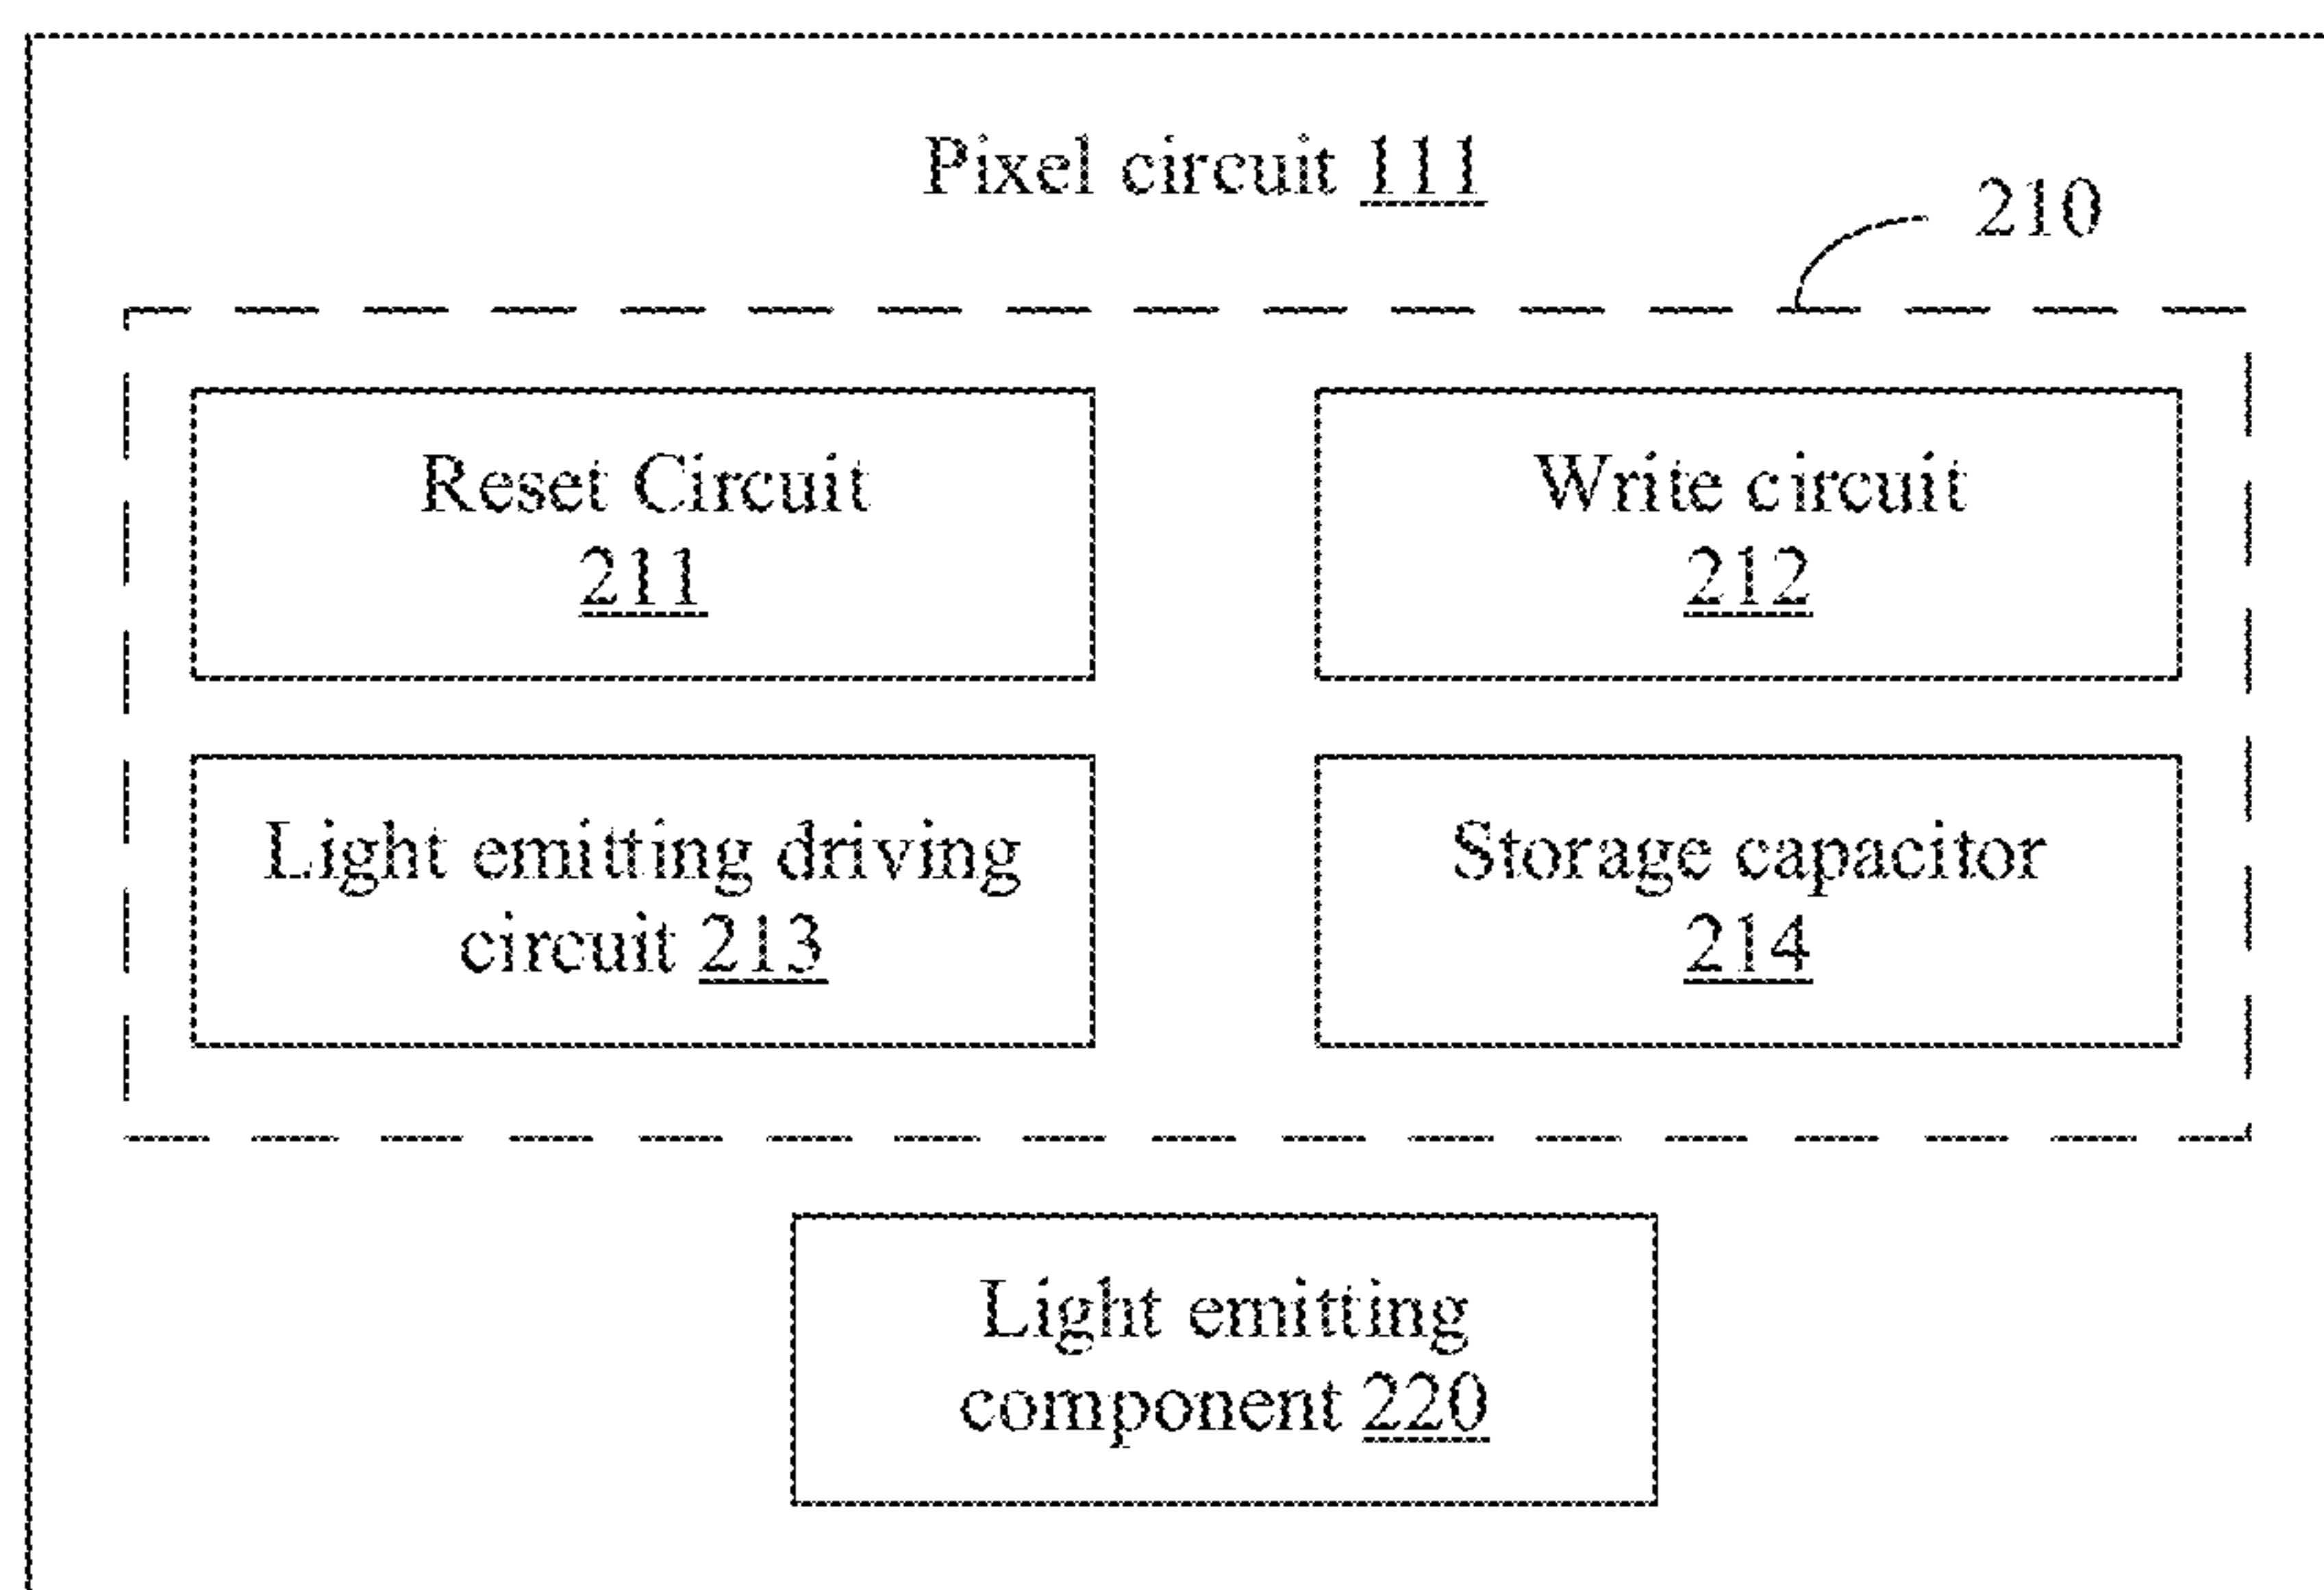 Pixel circuit 111
210
Reset Circuit
211
Write circuit
212
Light emitting driving
circuit 213
Storage capacitor
214
Light emitting
component 220